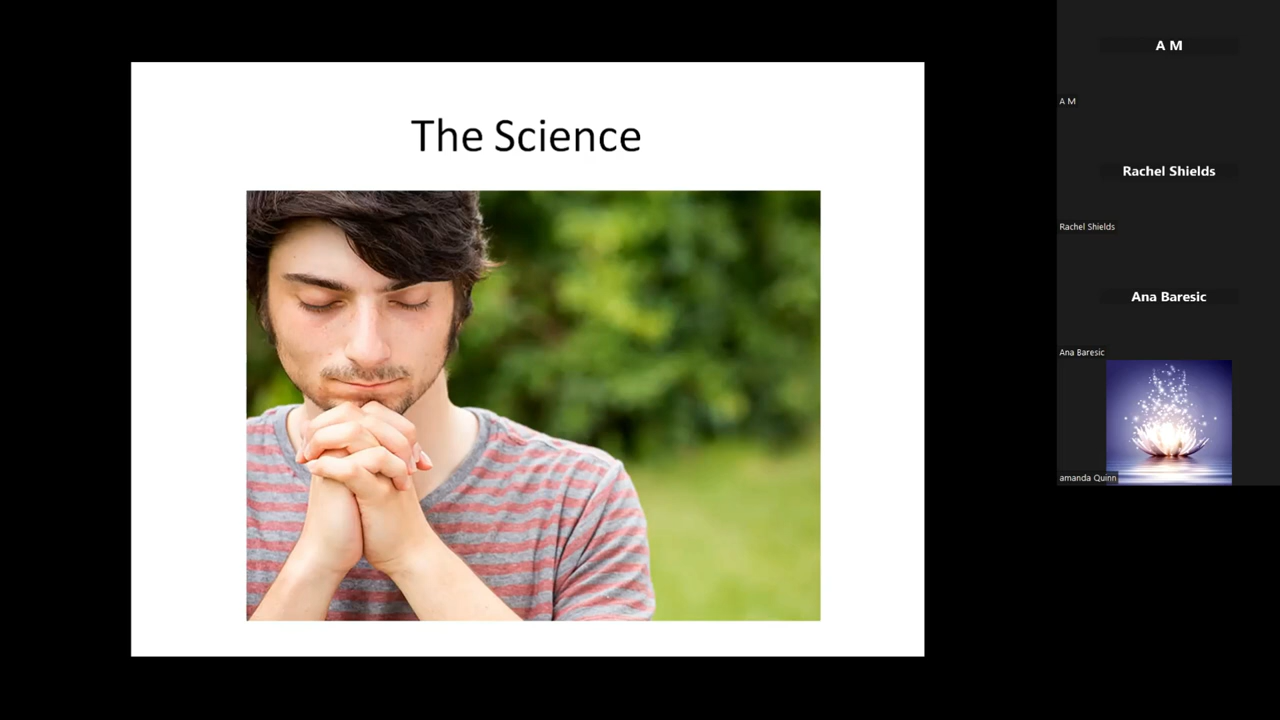 The Science
A M
A M
Rachel Shields
Rachel Shields
Ana Baresic
Ana Baresic
amanda Quinn